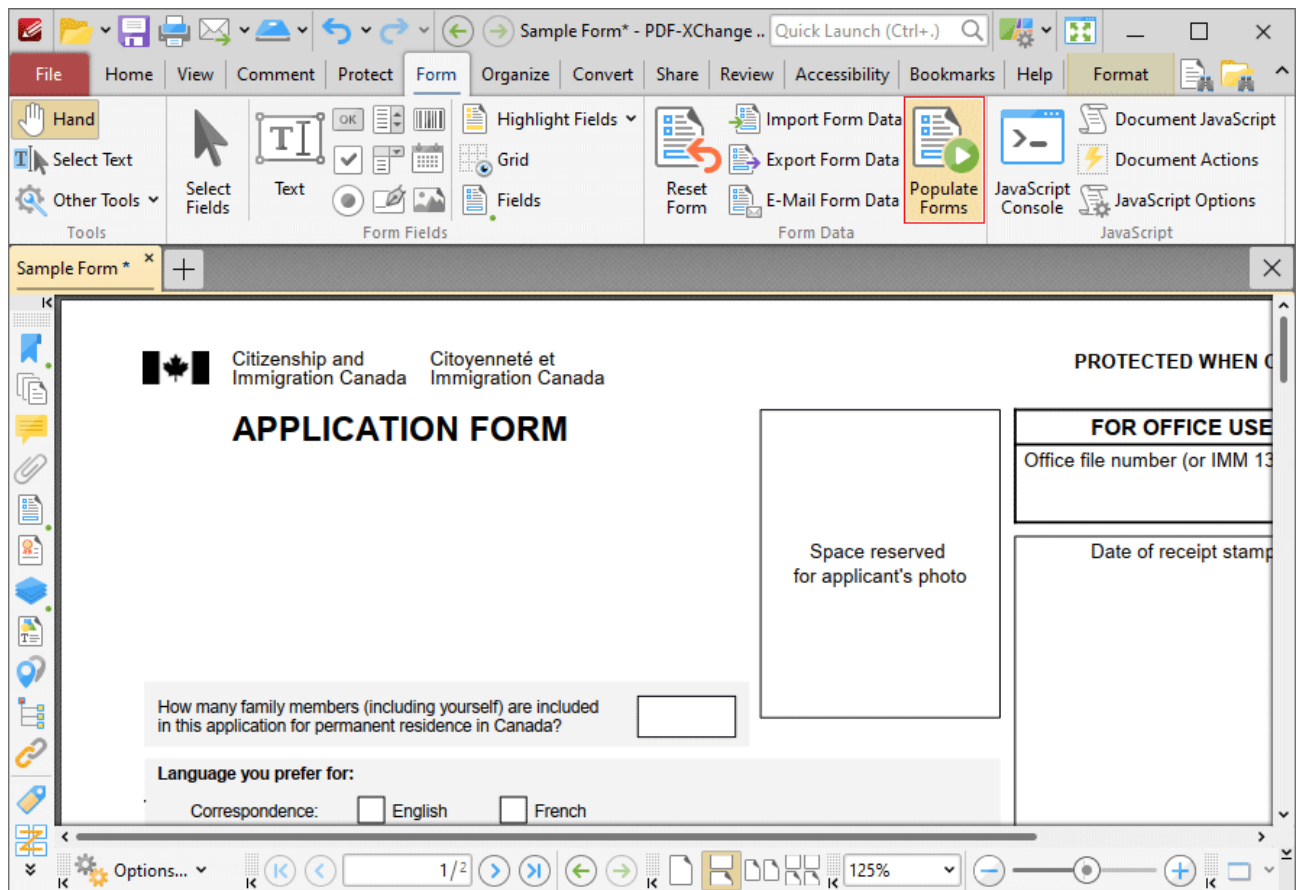 Sample Form* - PDF-XChange .. Quick Launch (Ctrl+.)
File Home View Comment Protect Form Organize Convert Share Review Accessibility Bookmarks Help Format
Hand
Select Text
Other Tools
Tools
Select
Fields
Text
OK
Highlight Fields
Grid
Fields
Form Fields
Reset
Form
Import Form Data
Export Form Data
E-Mail Form Data
Populate
Forms
Form Data
JavaScript
Console
Document JavaScript
Document Actions
JavaScript Options
JavaScript
Sample Form *
Citizenship and
Immigration Canada
Citoyenneté et
Immigration Canada
PROTECTED WHEN
APPLICATION FORM
FOR OFFICE USE
Office file number (or IMM 13
Space reserved
for applicant's photo
Date of receipt stamp
How many family members (including yourself) are included
in this application for permanent residence in Canada?
Language you prefer for:
Correspondence: English French
Options... 1/2 125%